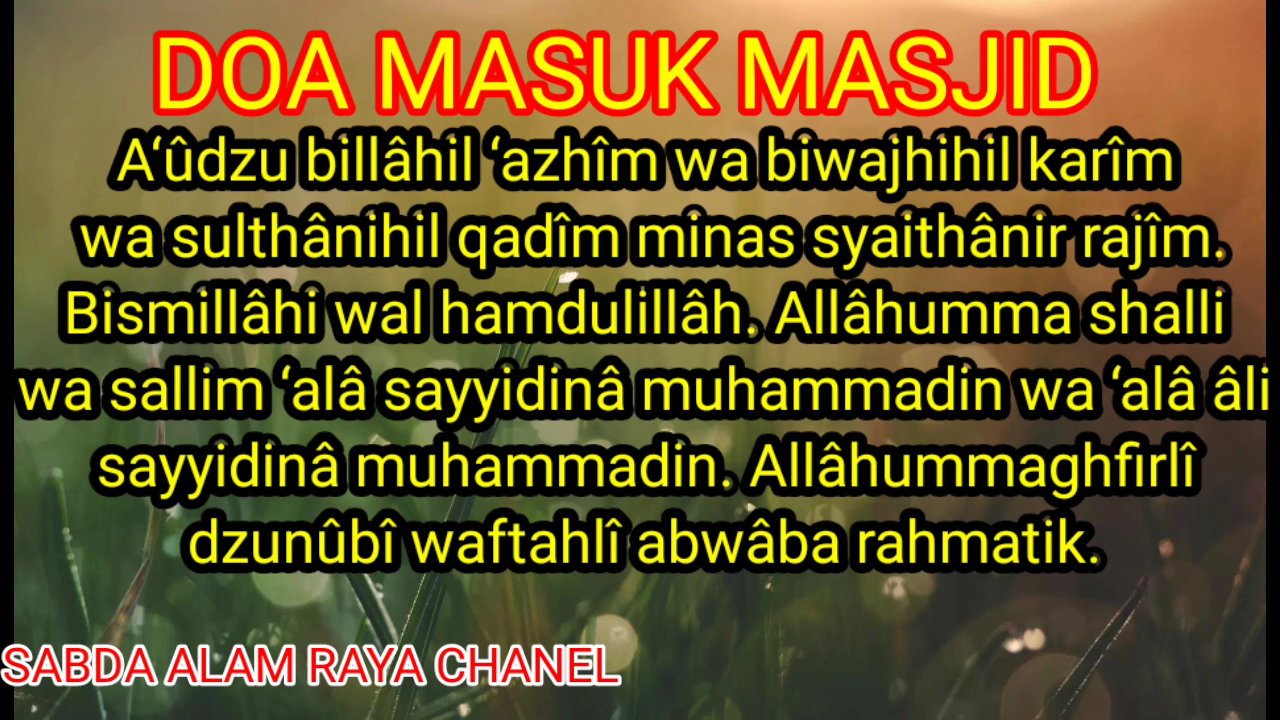 DOA MASUK MASJID
A‘ûdzu billâhil ‘azhîm wa biwajhihil karîm
wa sulthânihil qadîm minas syaithânir rajîm.
Bismillâhi wal hamdulillâh. Allâhumma shalli
wa sallim ‘alâ sayyidinâ muhammadin wa ‘alâ âli
sayyidinâ muhammadin. Allâhummaghfirlî
dzunûbî waftahlî abwâba rahmatik.
SABDA ALAM RAYA CHANEL